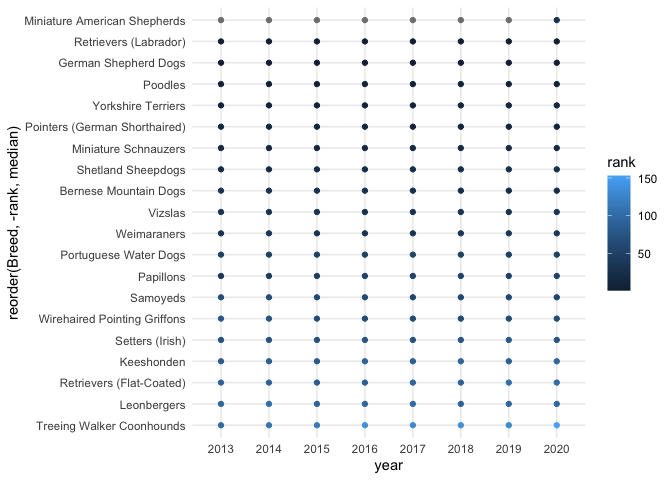 Miniature American Shepherds
Retrievers (Labrador)
German Shepherd Dogs
Poodles
Yorkshire Terriers
Pointers (German Shorthaired)
Miniature Schnauzers
Shetland Sheepdogs
Bernese Mountain Dogs
Vizslas
Weimaraners
Portuguese Water Dogs
Papillons
Samoyeds
Wirehaired Pointing Griffons
Setters (Irish)
Keeshonden
Retrievers (Flat-Coated)
Leonbergers
Treeing Walker Coonhounds
reorder(Breed, -rank, median)
2013 2014 2015 2016 2017 2018 2019 2020
year
rank
150
100
50